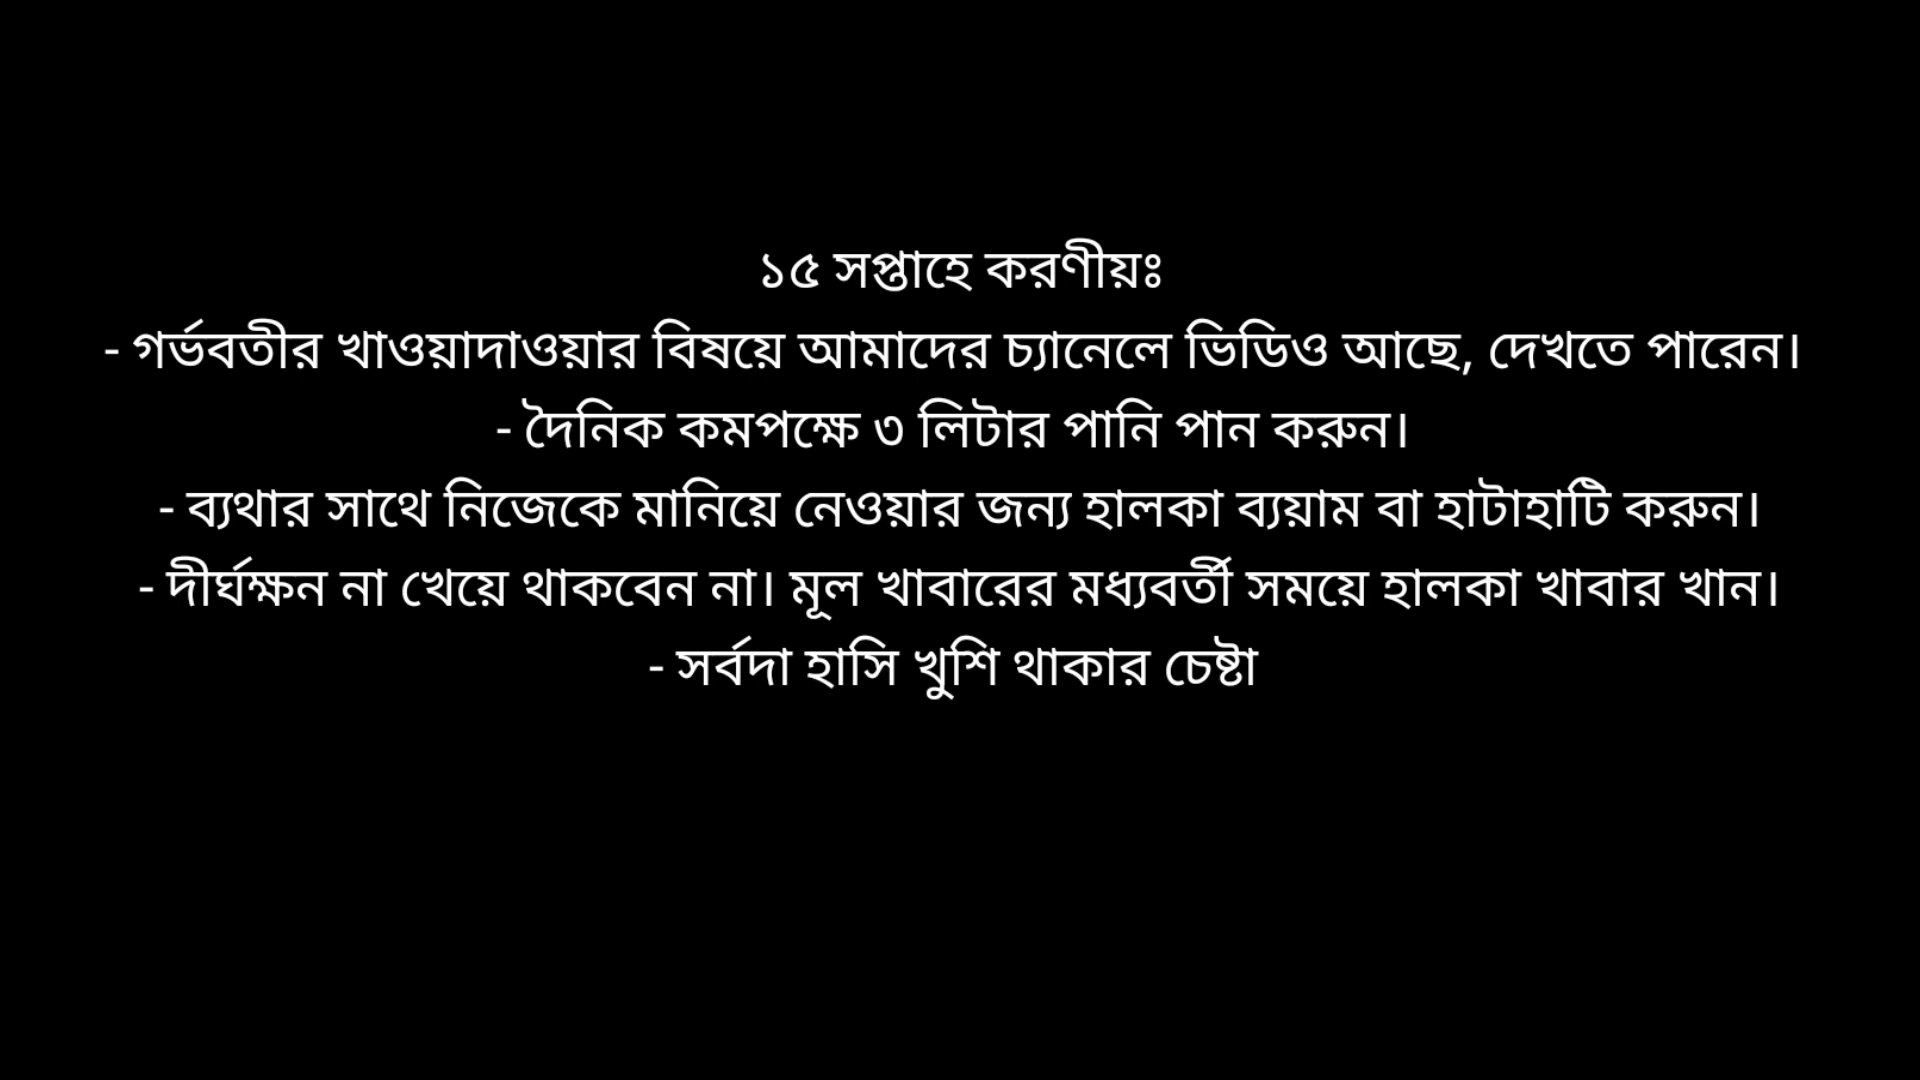 ১৫ সপ্তাহে করণীয়ঃ
- গর্ভবতীর খাওয়াদাওয়ার বিষয়ে আমাদের চ্যানেলে ভিডিও আছে, দেখতে পারেন।
- দৈনিক কমপক্ষে ৩ লিটার পানি পান করুন।
- ব্যথার সাথে নিজেকে মানিয়ে নেওয়ার জন্য হালকা ব্যয়াম বা হাটাহাটি করুন।
- দীর্ঘক্ষন না খেয়ে থাকবেন না। মূল খাবারের মধ্যবর্তী সময়ে হালকা খাবার খান।
- সর্বদা হাসি খুশি থাকার চেষ্টা